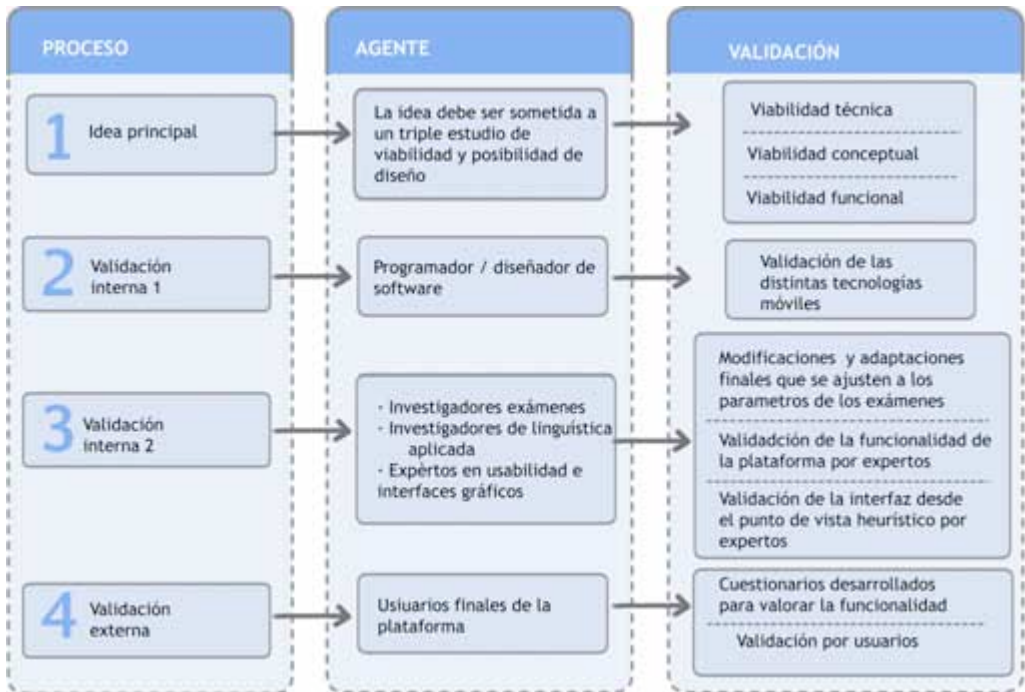 PROCESO
AGENTE
VALIDACIÓN
1
Idea principal
La idea debe ser sometida a
un triple estudio de
viabilidad y posibilidad de
diseño
Viabilidad técnica
Viabilidad conceptual
Viabilidad funcional
2
Validación
interna 1
Programador / diseñador de
software
Validación de las
distintas tecnologías
móviles
3
Validación
interna 2
- Investigadores exámenes
- Investigadores de linguística
aplicada
- Expèrtos en usabilidad e
interfaces gráficos
Modificaciones y adaptaciones
finales que se ajusten a los
parametros de los exámenes
Validadción de la funcionalidad de
la plataforma por expertos
Validación de la interfaz desde
el punto de vista heurístico por
expertos
4
Validación
externa
Usiuarios finales de la
plataforma
Cuestionarios desarrollados
para valorar la funcionalidad
Validación por usuarios